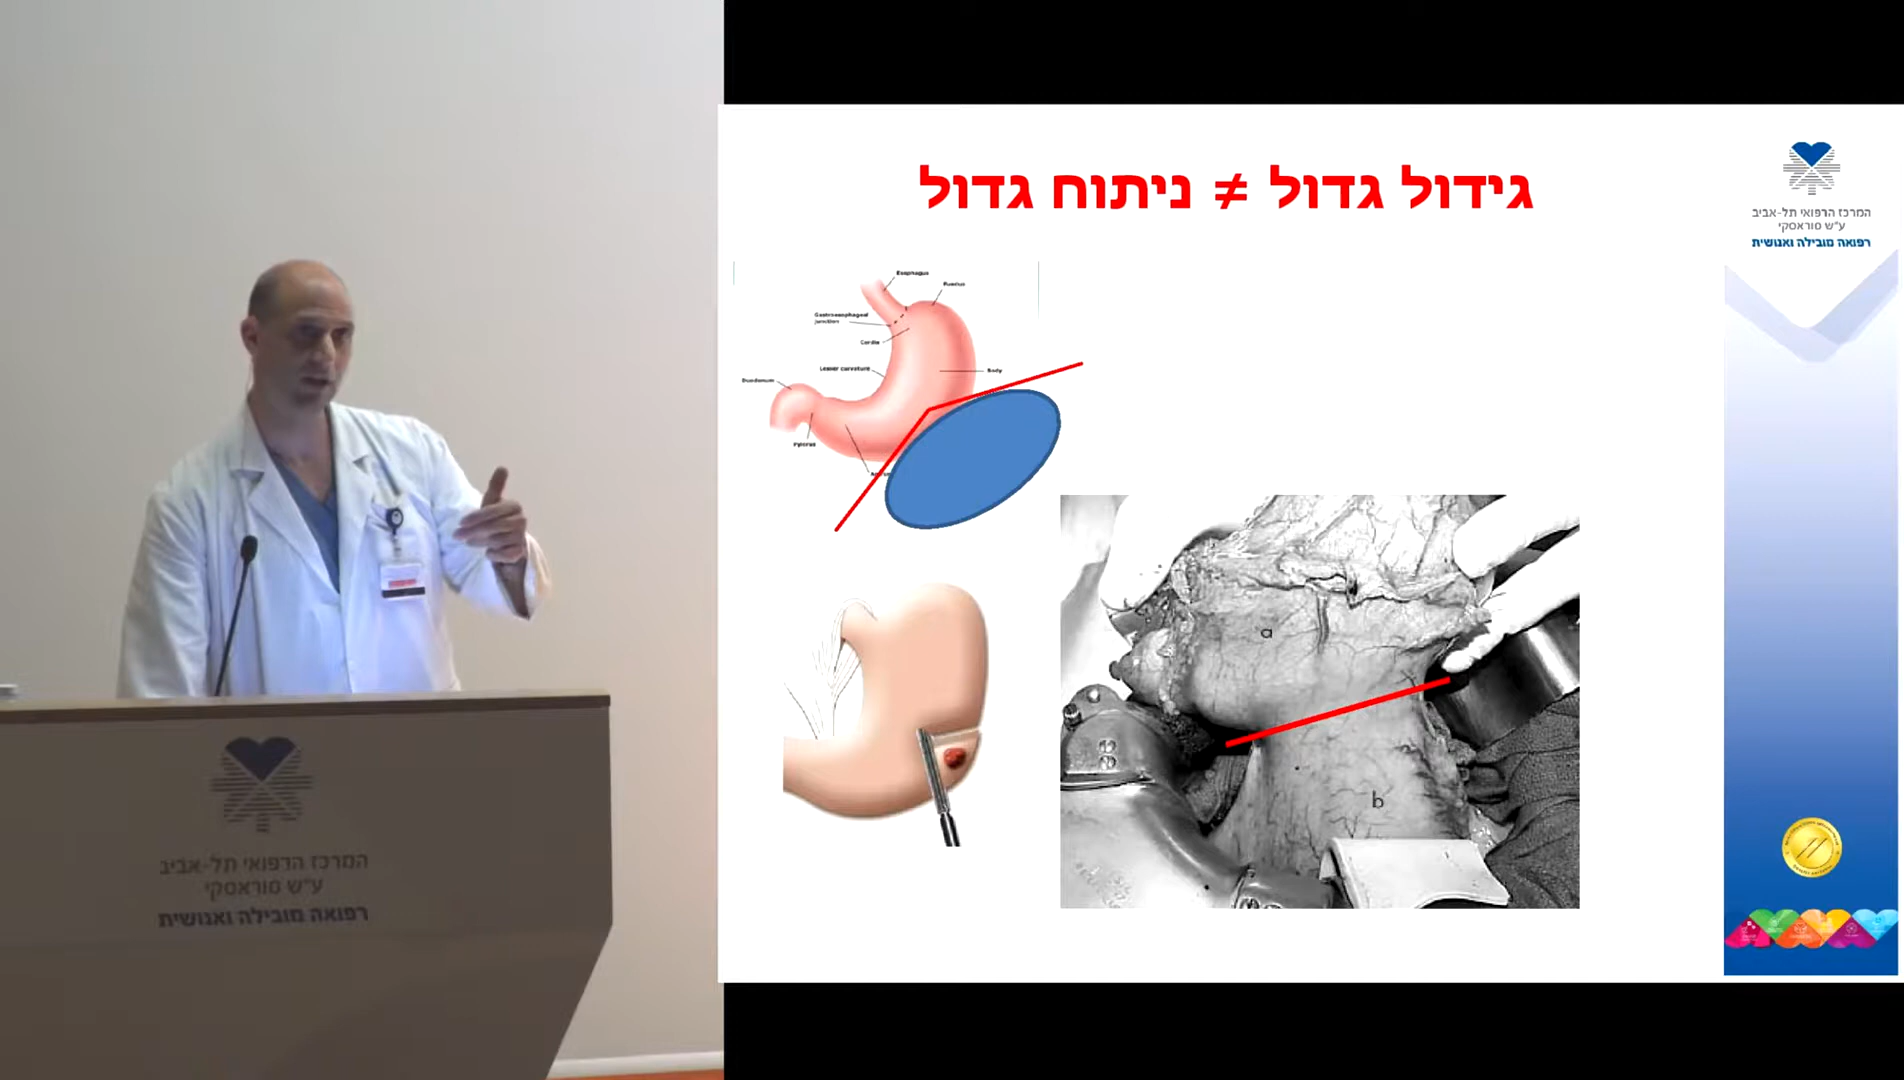 גידול גדול ≠ ניתוח גדול
המרכז הרפואי תל-אביב
ע"ש סוראסקי
רפואה מובילה ואנושית
Esophagus
Fundus
Gastroesophageal
junction
Cardia
Lesser curvature
Body
Duodenum
Pylorus
a
b
המרכז הרפואי תל-אביב
ע"ש סוראסקי
רפואה מובילה ואנושית